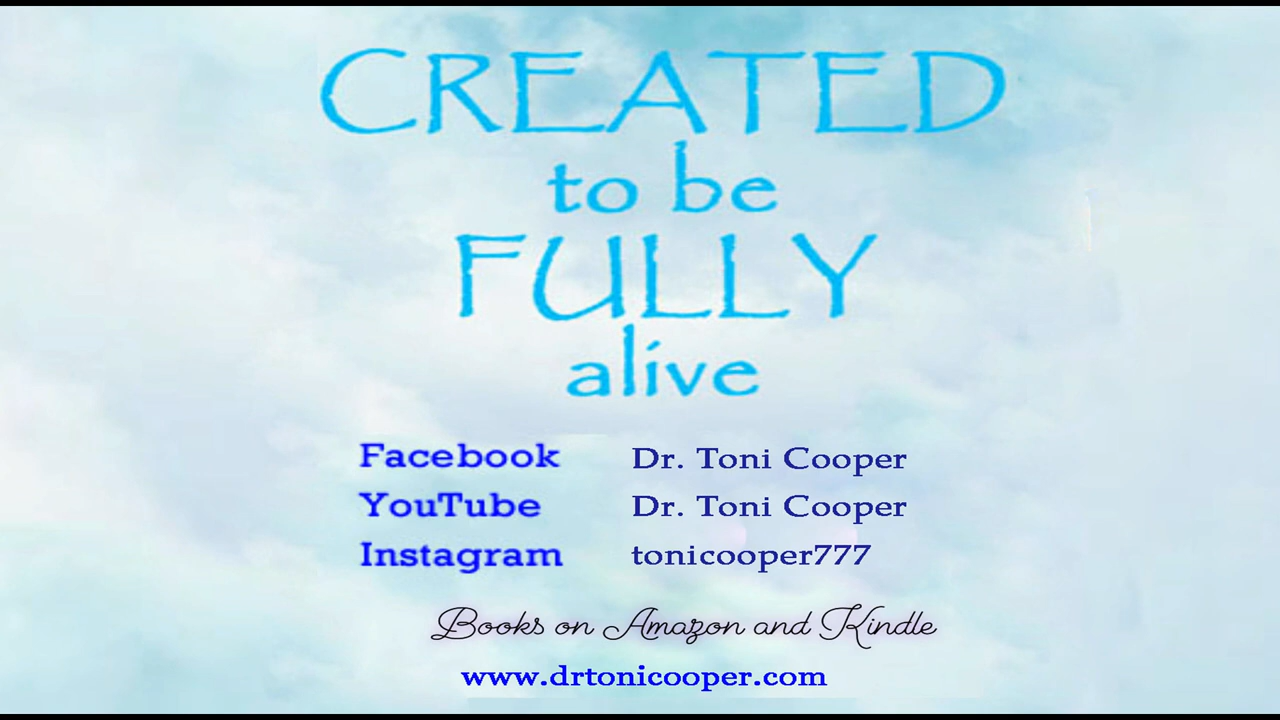 CREATED
to be
FULLY
alive
Facebook Dr. Toni Cooper
YouTube Dr. Toni Cooper
Instagram tonicooper777
Books on Amazon and Kindle
www.drtonicooper.com